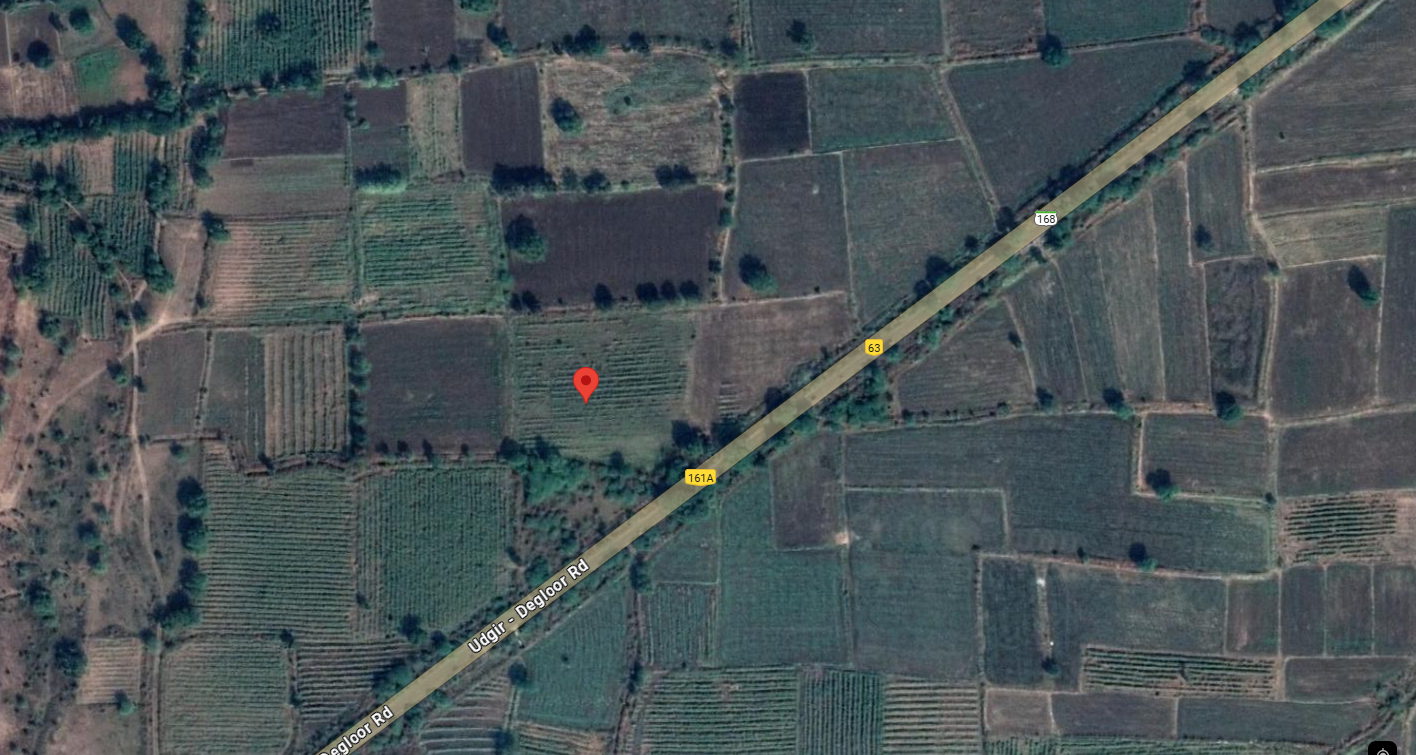 168
63
161A
Udgir - Degloor Rd
Degloor Rd